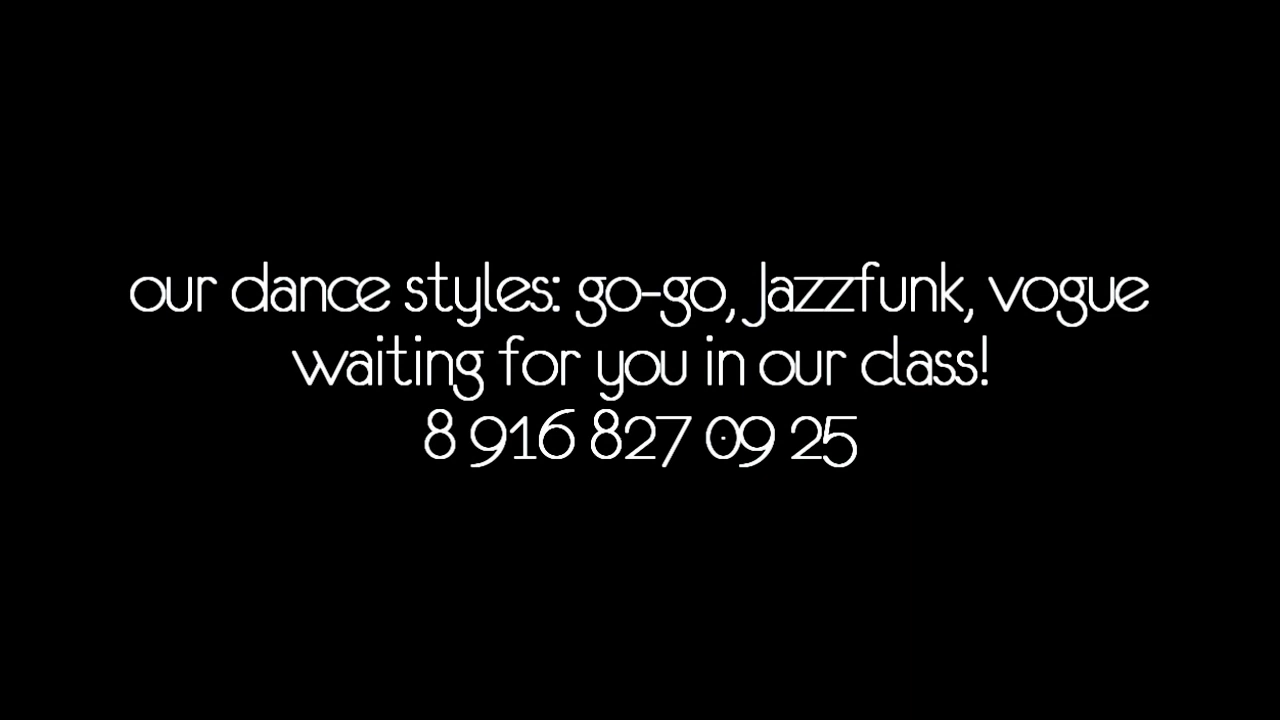 our dance styles: go-go, Jazzfunk, vogue
waiting for you in our class!
8 916 827 09 25